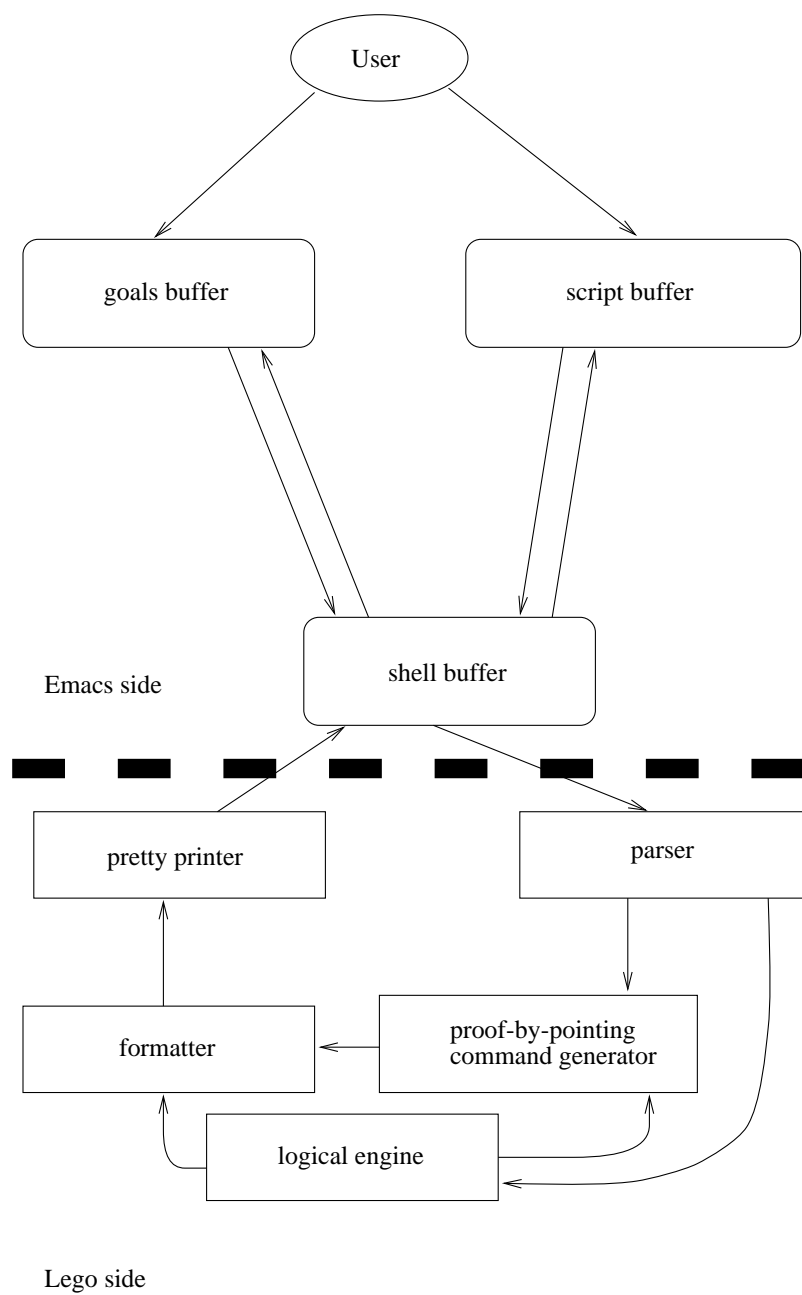 User
goals buffer
script buffer
shell buffer
Emacs side
pretty printer
parser
formatter
proof-by-pointing
command generator
logical engine
Lego side